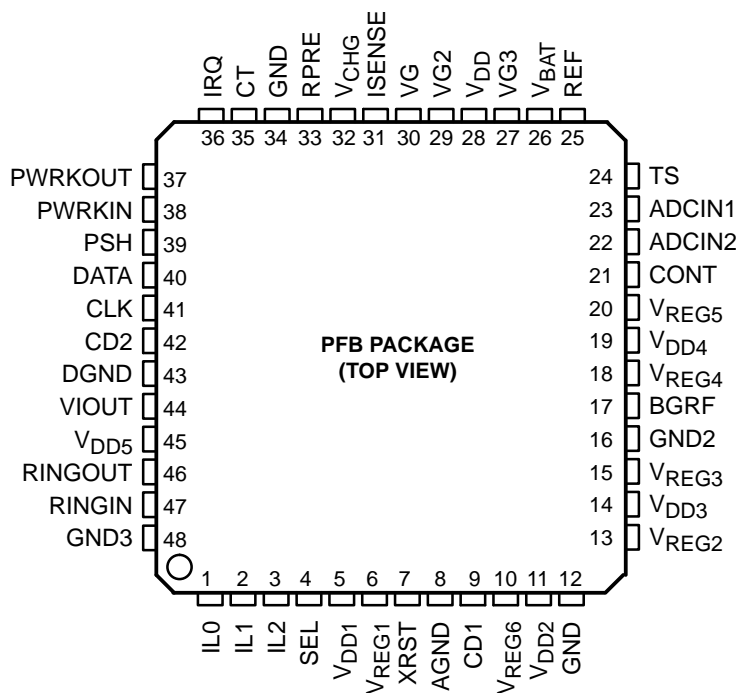 IRQ
CT
GND
RPRE
VCHG
ISENSE
VG
VG2
VDD
VG3
VBAT
REF
36 35 34 33 32 31 30 29 28 27 26 25
PWRKOUT 37
PWRKIN 38
PSH 39
DATA 40
CLK 41
CD2 42
DGND 43
VIOUT 44
VDD5 45
RINGOUT 46
RINGIN 47
GND3 48
PFB PACKAGE
(TOP VIEW)
24 TS
23 ADCIN1
22 ADCIN2
21 CONT
20 VREG5
19 VDD4
18 VREG4
17 BGRF
16 GND2
15 VREG3
14 VDD3
13 VREG2
1 2 3 4 5 6 7 8 9 10 11 12
IL0
IL1
IL2
SEL
VDD1
VREG1
XRST
AGND
CD1
VREG6
VDD2
GND